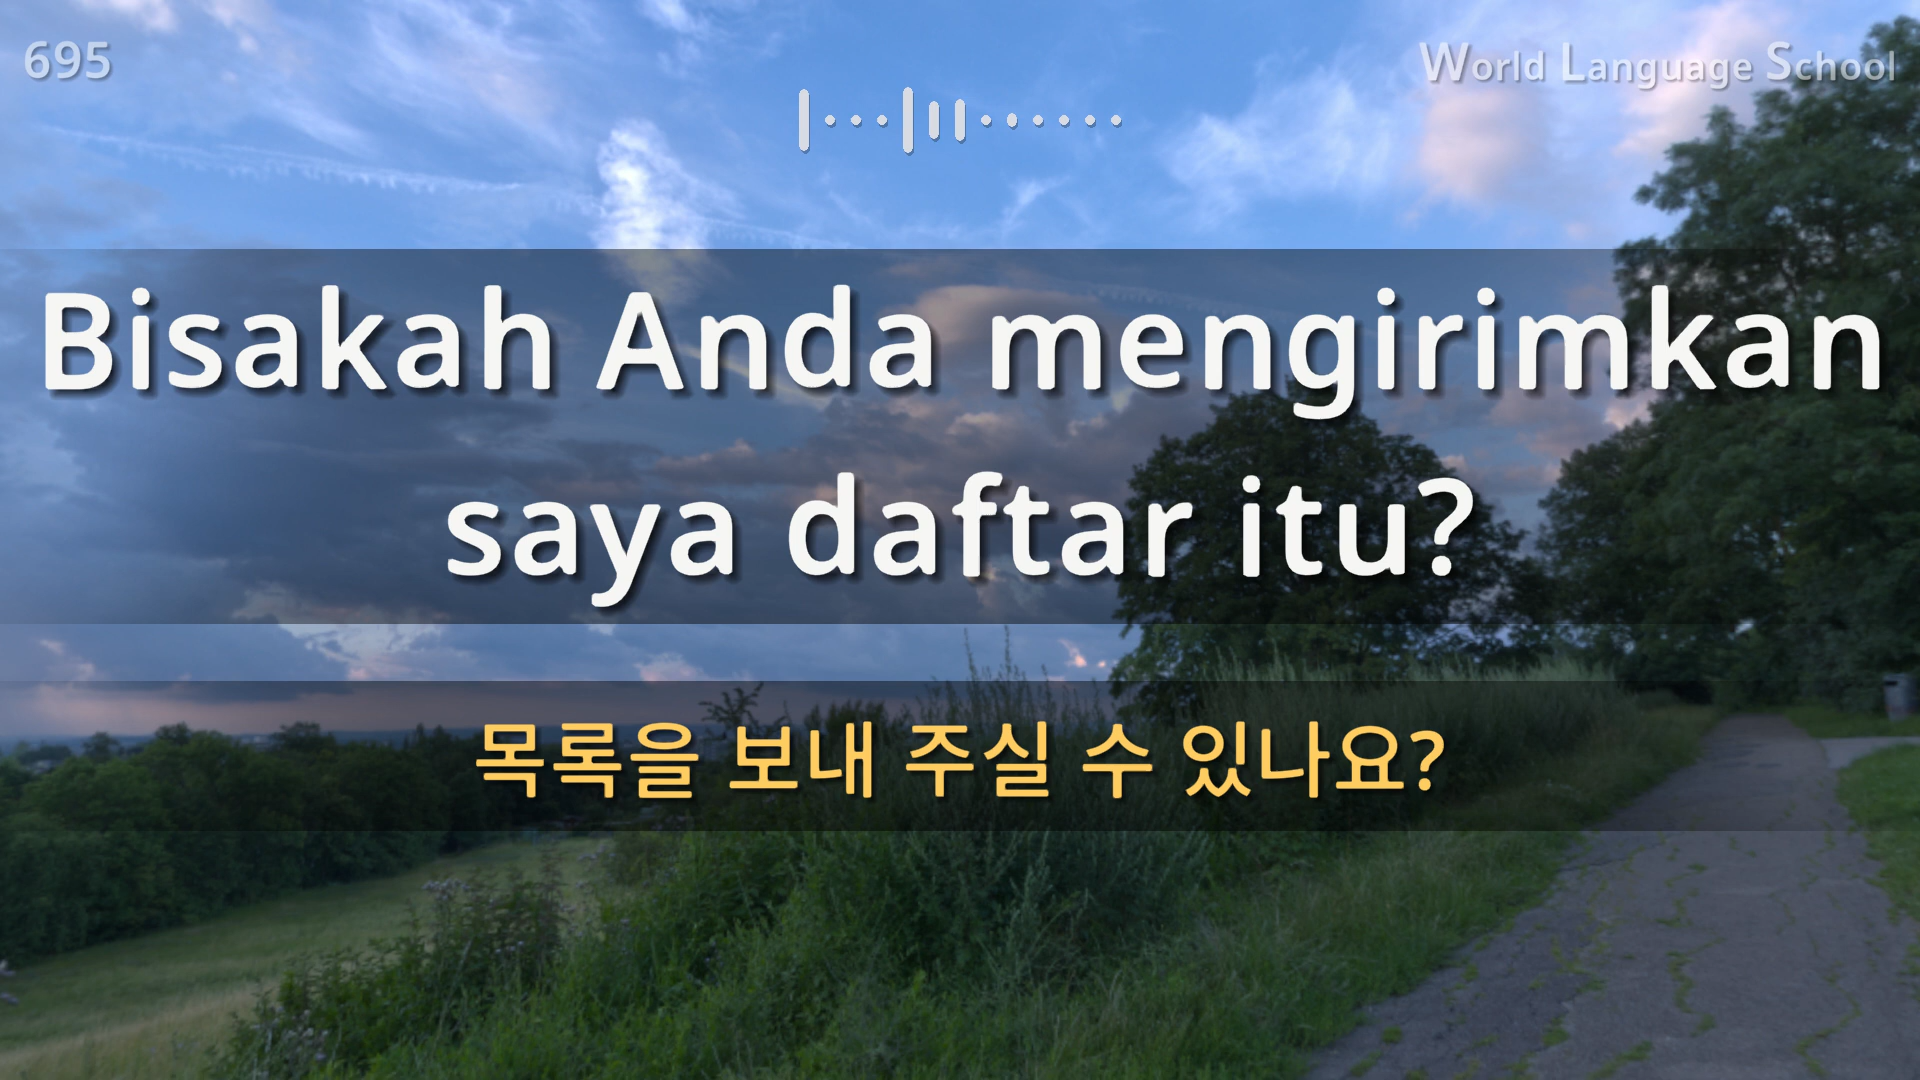 695
World Language School
Bisakah Anda mengirimkan
saya daftar itu?
목록을 보내 주실 수 있나요?